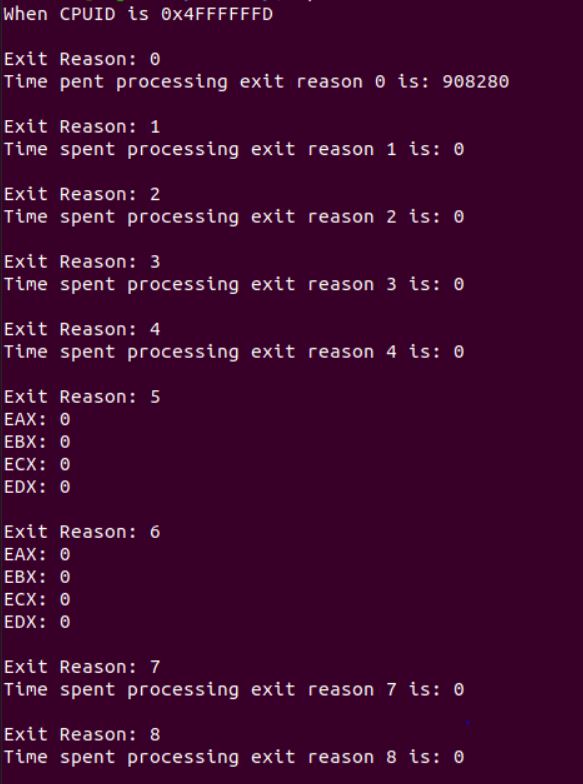 When CPUID is 0x4FFFFFFD
Exit Reason: 0
Time pent processing exit reason 0 is: 908280
Exit Reason: 1
Time spent processing exit reason 1 is: 0
Exit Reason: 2
Time spent processing exit reason 2 is: 0
Exit Reason: 3
Time spent processing exit reason 3 is: 0
Exit Reason: 4
Time spent processing exit reason 4 is: 0
Exit Reason: 5
EAX: 0
EBX: 0
ECX: 0
EDX: 0
Exit Reason: 6
EAX: 0
EBX: 0
ECX: 0
EDX: 0
Exit Reason: 7
Time spent processing exit reason 7 is: 0
Exit Reason: 8
Time spent processing exit reason 8 is: 0